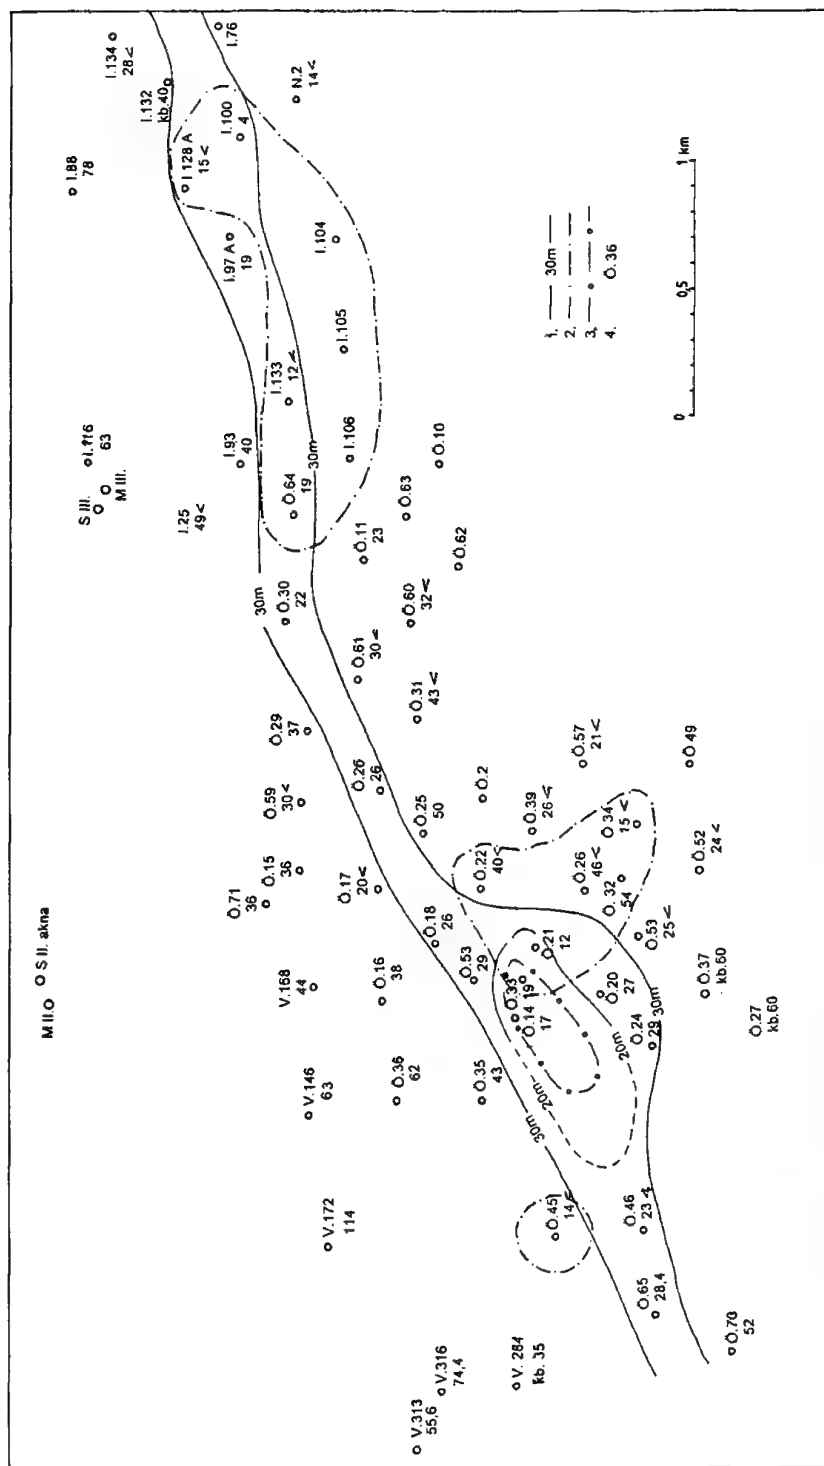 M II.
S II. akna
S III.
M III.
I.116
63
I.88
78
I.134
28<
I.132
kb.40
I.76
I.25
49<
I.128 A
15<
I.100
4
N.2
14<
I.97 A
19
I.93
40
I.133
12<
I.104
I.105
I.106
Ö.64
19
30m
30m
Ö.30
22
Ö.11
23
Ö.63
Ö.10
Ö.62
Ö.60
32<
Ö.61
30<
Ö.31
43<
Ö.29
37
Ö.59
30<
Ö.26
26
Ö.25
50
Ö.2
Ö.15
36
Ö.71
36
Ö.17
20<
Ö.18
26
V.168
44
Ö.16
38
Ö.53
29
V.146
63
Ö.36
62
Ö.35
43
V.172
114
V.313
55,6
V.316
74,4
V. 284
kb. 35
Ö.22
40<
Ö.39
26<
Ö.57
21<
Ö.49
Ö.34
15<
Ö.26
46<
Ö.32
54
Ö.52
24<
Ö.53
25<
Ö.21
12
Ö.33
19
Ö.14
17
Ö.20
27
Ö.24
29
30m
20m
20m
30m
Ö.37
kb.60
Ö.27
kb.60
Ö.45
14<
Ö.46
23<
Ö.65
28,4
Ö.70
52
1. 30m
2.
3.
4. Ö.36
0 0,5 1 km